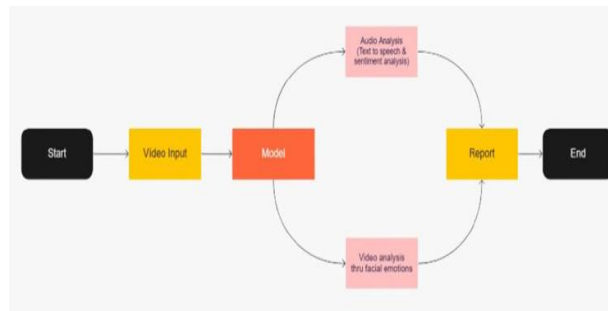 Start
Video Input
Model
Audio Analysis
(Text to speech &
sentiment analysis)
Video analysis
thru facial emotions
Report
End